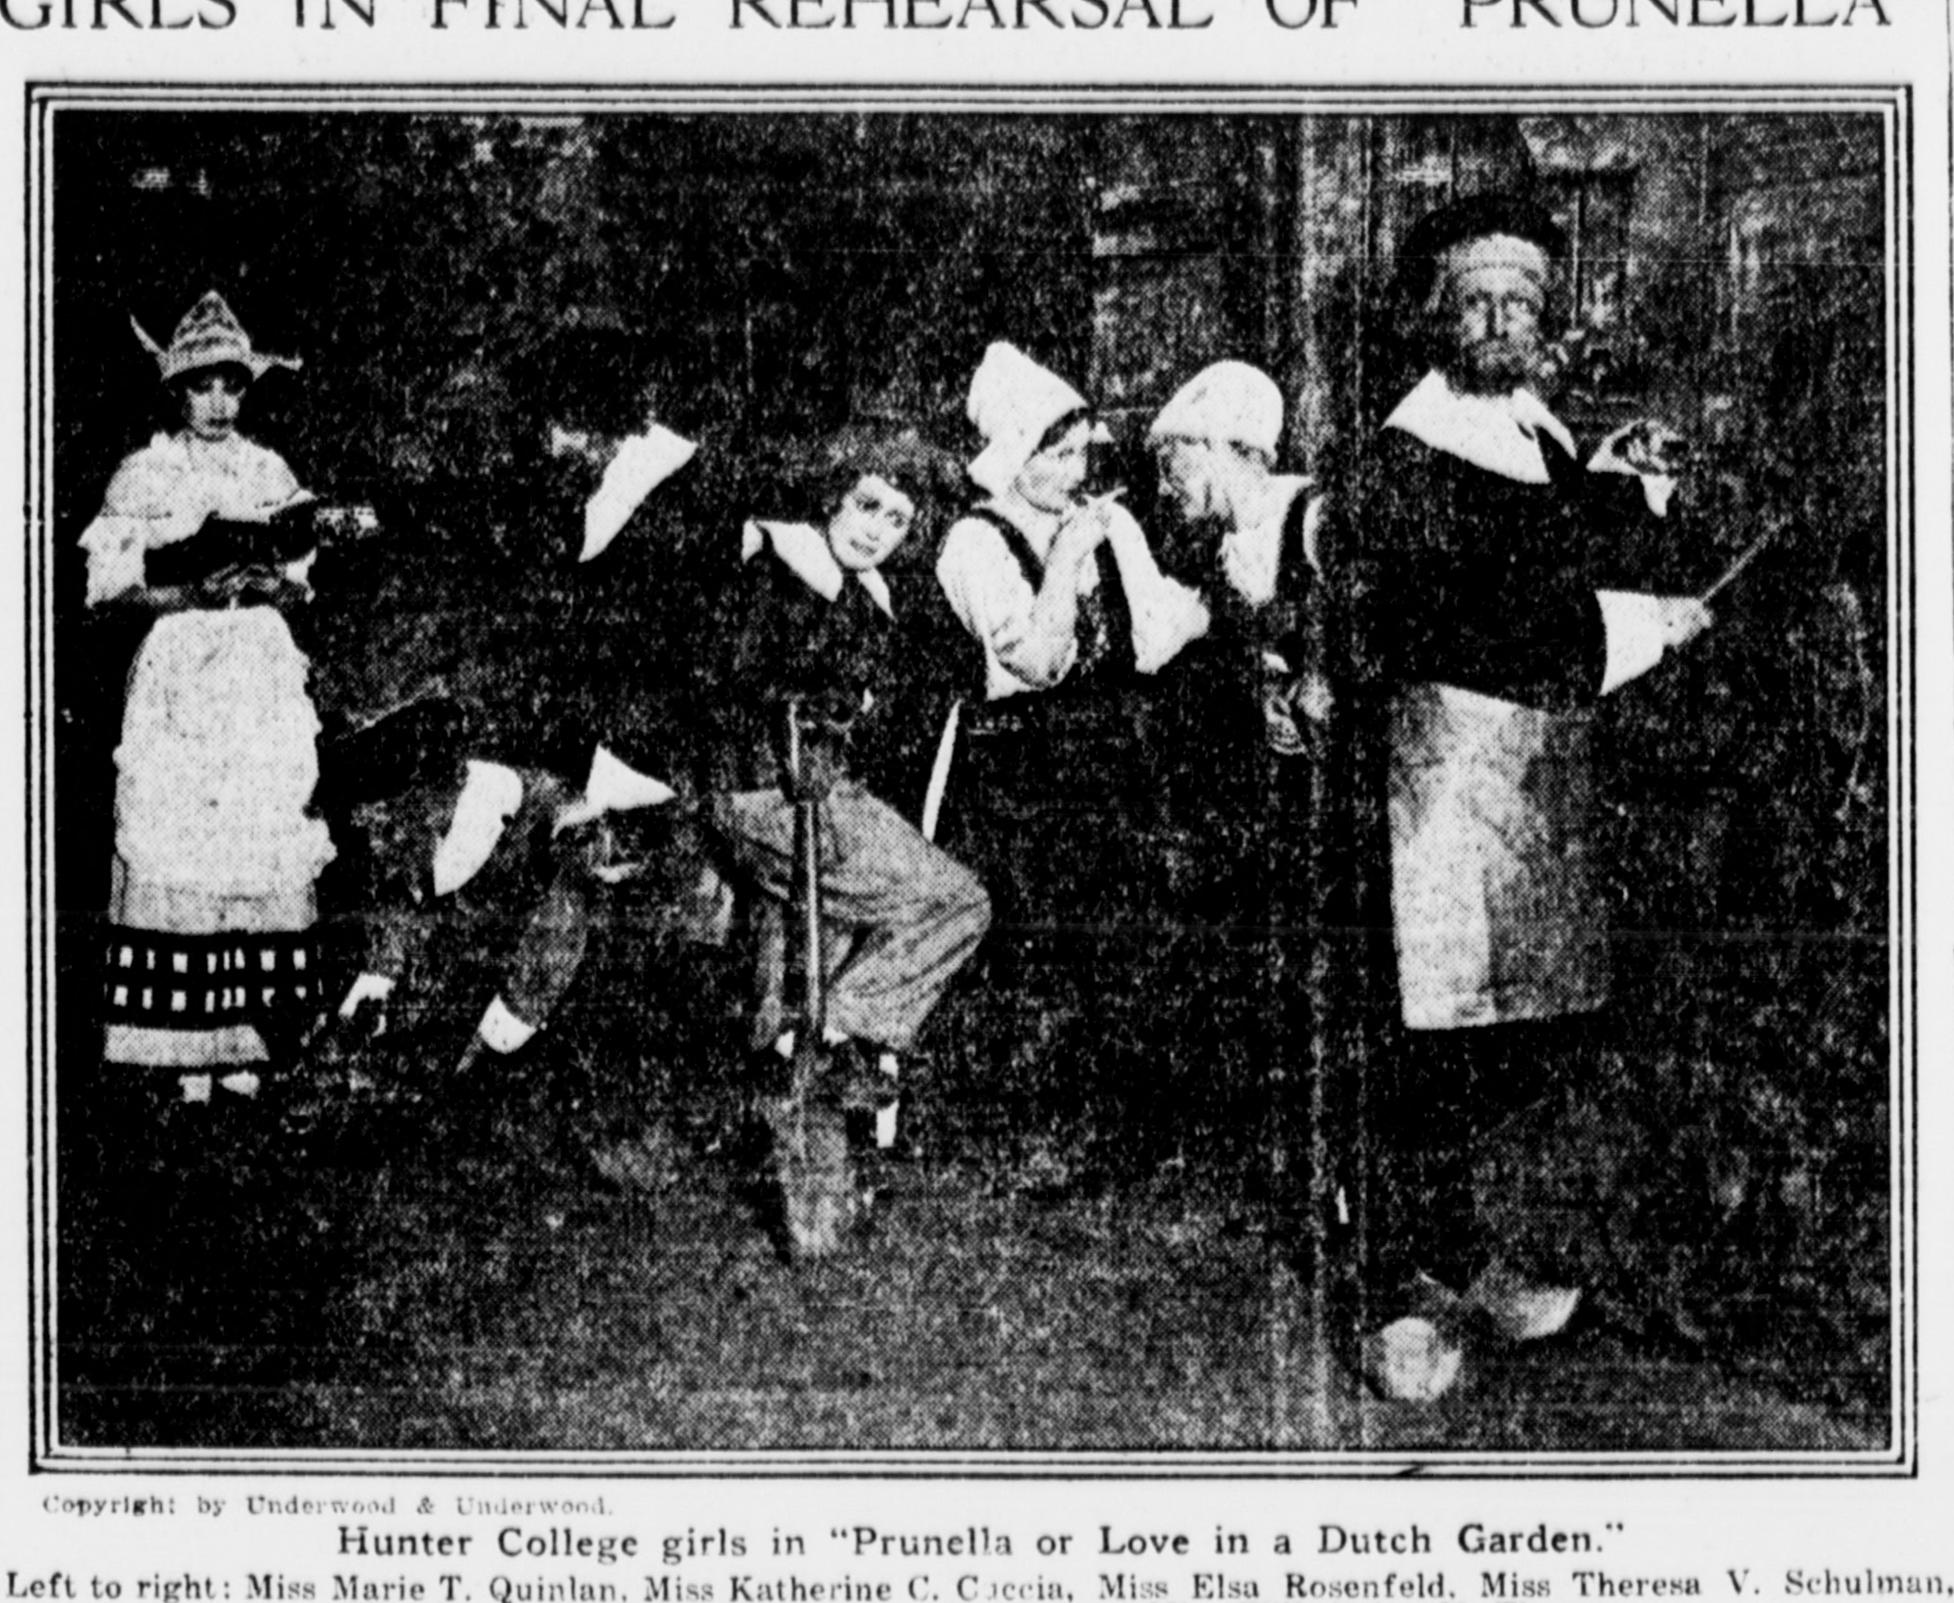 GIRLS IN FINAL REHEARSAL OF "PRUNELLA
Copyright by Underwood & Underwood.
Hunter College girls in "Prunella or Love in a Dutch Garden."
Left to right: Miss Marie T. Quinlan, Miss Katherine C. Miss Elsa Rosenfeld, Miss Theresa V. Schulman,